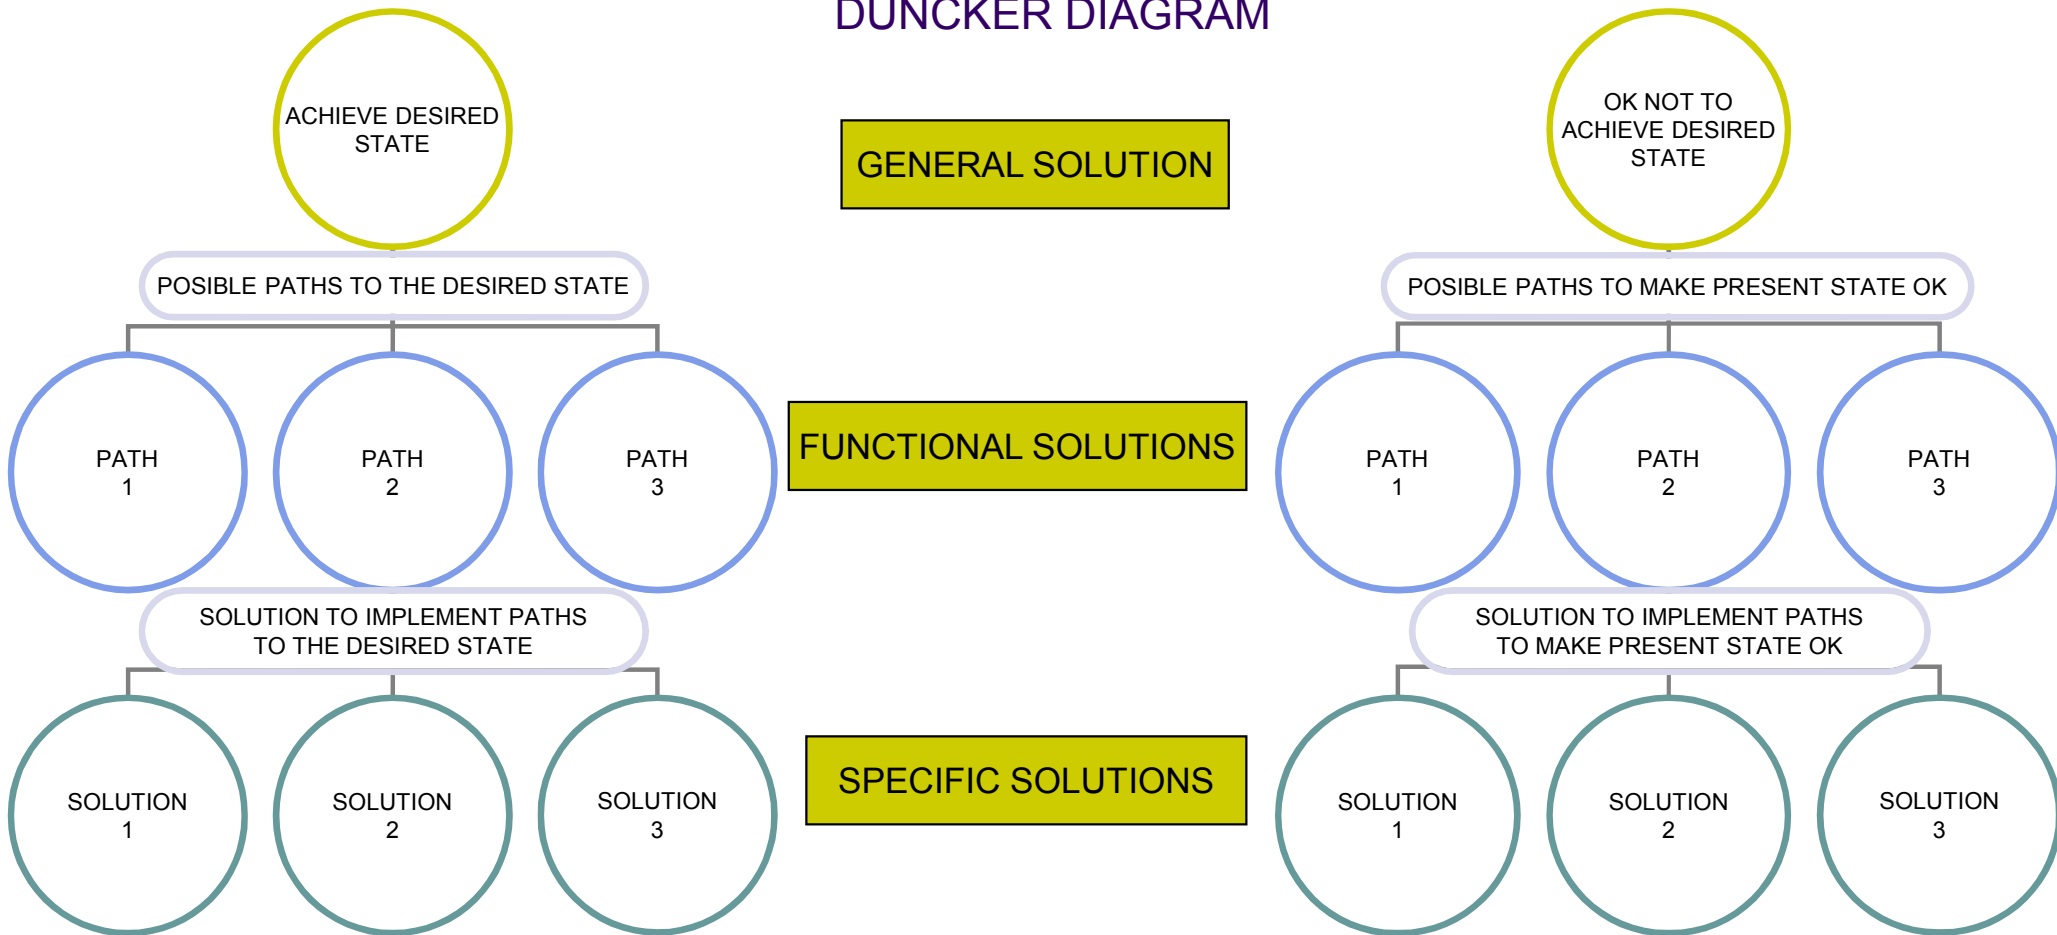 DUNCKER DIAGRAM
ACHIEVE DESIRED
STATE
GENERAL SOLUTION
OK NOT TO
ACHIEVE DESIRED
STATE
POSIBLE PATHS TO THE DESIRED STATE
POSIBLE PATHS TO MAKE PRESENT STATE OK
PATH
1
PATH
2
PATH
3
FUNCTIONAL SOLUTIONS
PATH
1
PATH
2
PATH
3
SOLUTION TO IMPLEMENT PATHS
TO THE DESIRED STATE
SOLUTION TO IMPLEMENT PATHS
TO MAKE PRESENT STATE OK
SOLUTION
1
SOLUTION
2
SOLUTION
3
SPECIFIC SOLUTIONS
SOLUTION
1
SOLUTION
2
SOLUTION
3